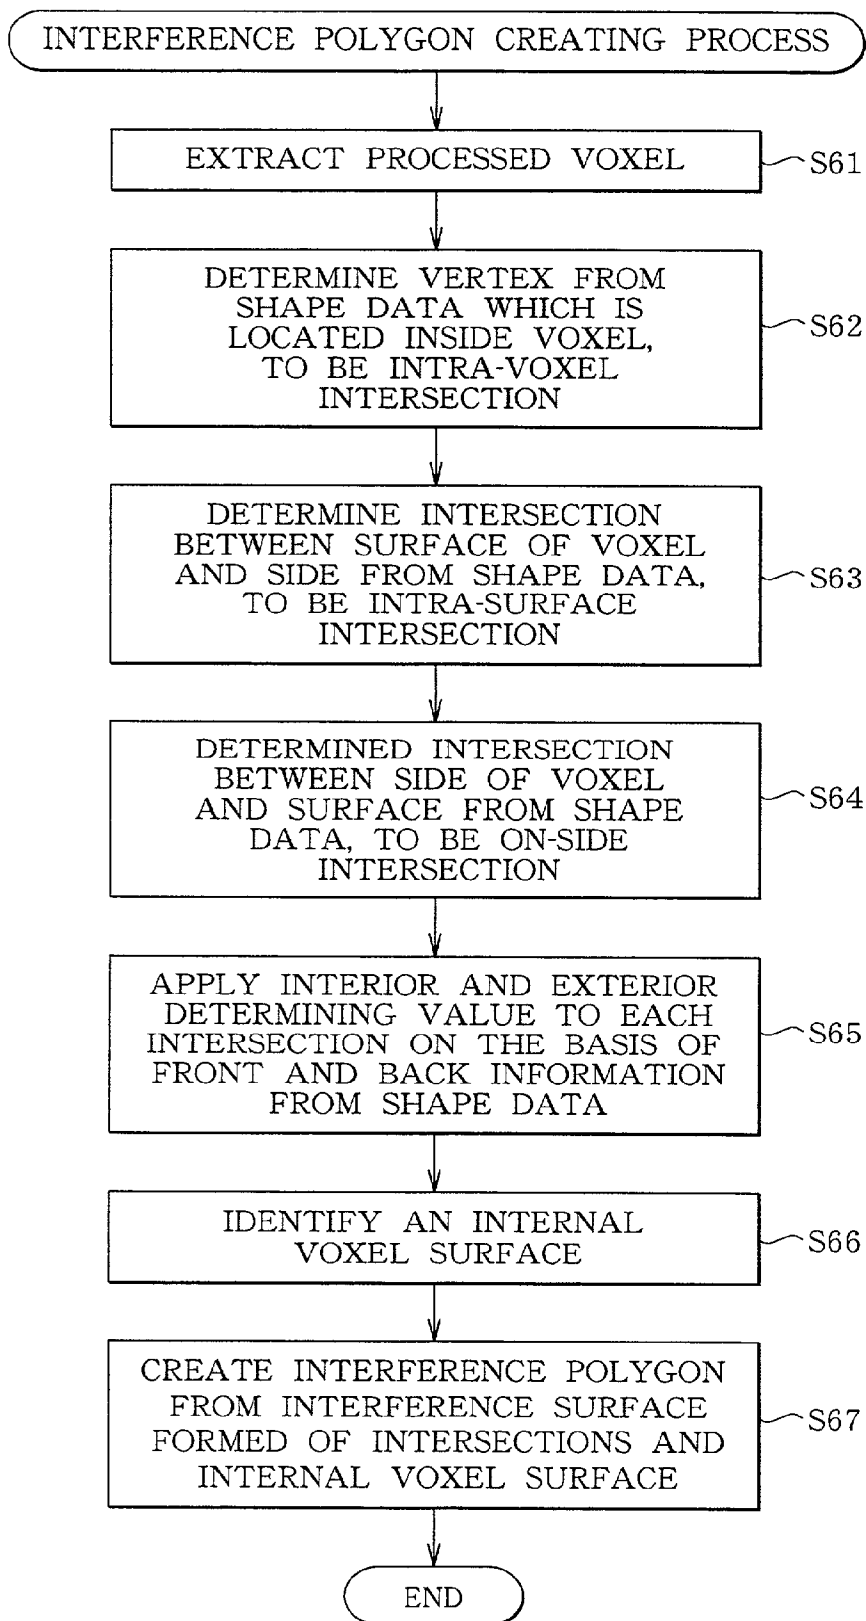 INTERFERENCE POLYGON CREATING PROCESS
EXTRACT PROCESSED VOXEL
S61
DETERMINE VERTEX FROM
SHAPE DATA WHICH IS
LOCATED INSIDE VOXEL,
TO BE INTRA-VOXEL
INTERSECTION
S62
DETERMINE INTERSECTION
BETWEEN SURFACE OF VOXEL
AND SIDE FROM SHAPE DATA,
TO BE INTRA-SURFACE
INTERSECTION
S63
DETERMINED INTERSECTION
BETWEEN SIDE OF VOXEL
AND SURFACE FROM SHAPE
DATA, TO BE ON-SIDE
INTERSECTION
S64
APPLY INTERIOR AND EXTERIOR
DETERMINING VALUE TO EACH
INTERSECTION ON THE BASIS OF
FRONT AND BACK INFORMATION
FROM SHAPE DATA
S65
IDENTIFY AN INTERNAL
VOXEL SURFACE
S66
CREATE INTERFERENCE POLYGON
FROM INTERFERENCE SURFACE
FORMED OF INTERSECTIONS AND
INTERNAL VOXEL SURFACE
S67
END